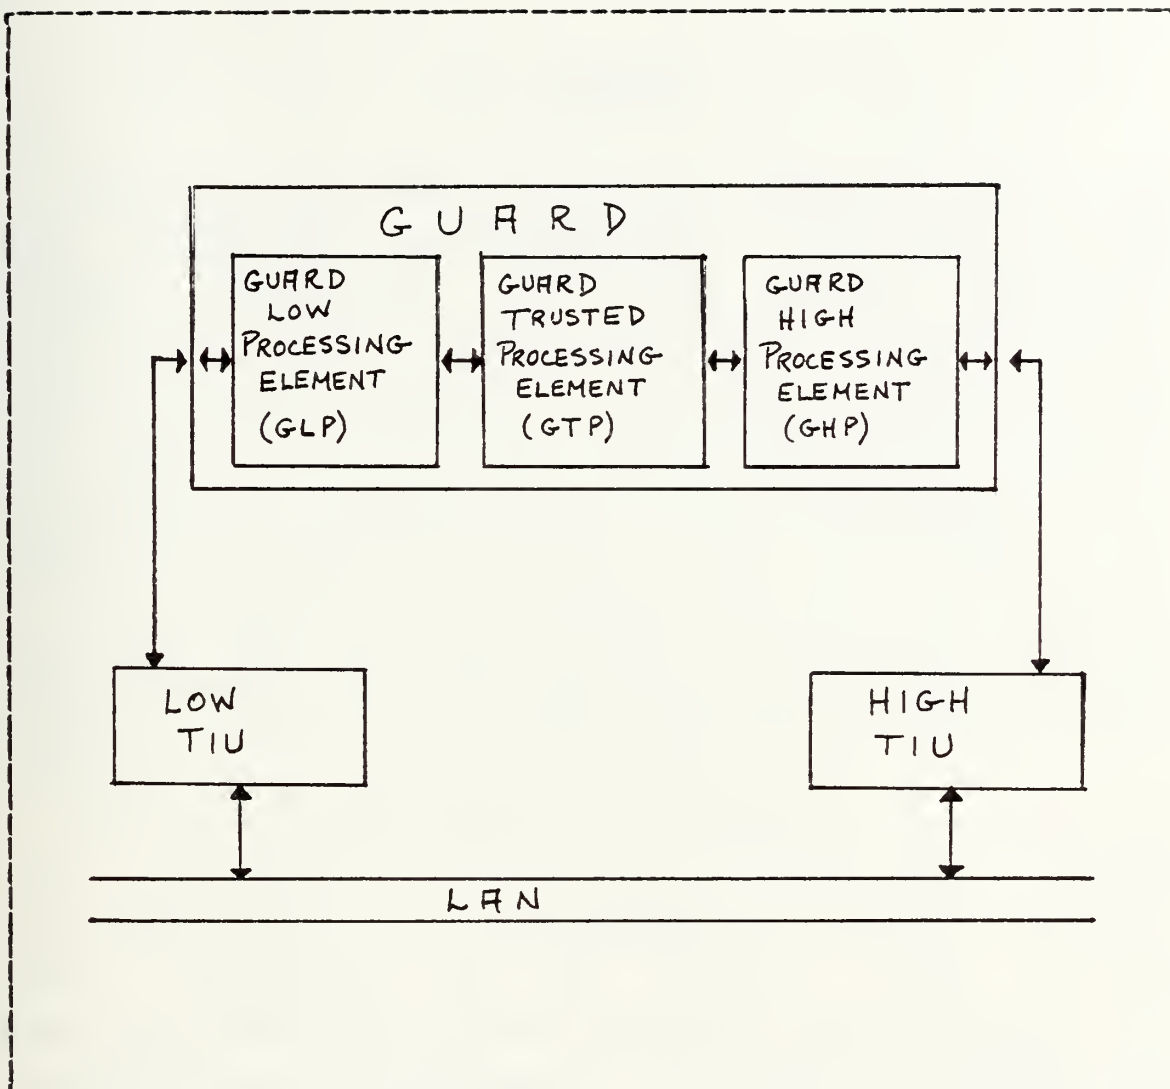 GUARD
GUARD
LOW
PROCESSING
ELEMENT
(GLP)
GUARD
TRUSTED
PROCESSING
ELEMENT
(GTP)
GUARD
HIGH
PROCESSING
ELEMENT
(GHP)
LOW
TIU
HIGH
TIU
LAN